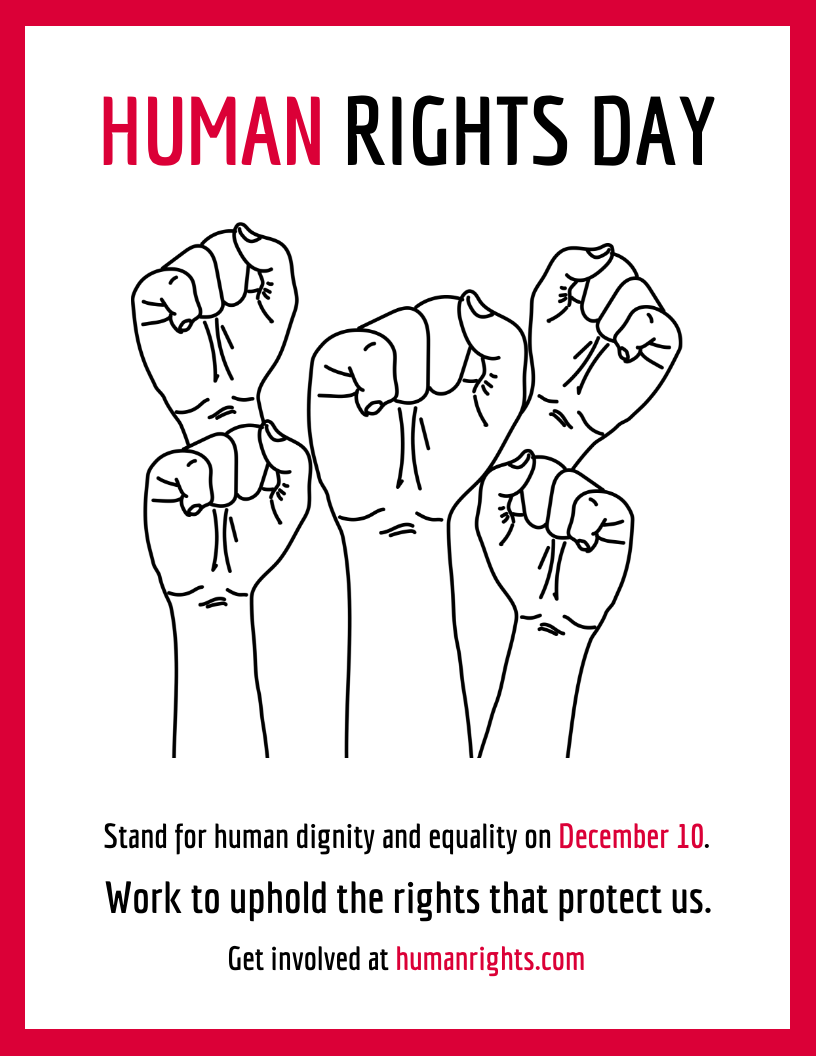 HUMAN RIGHTS DAY
Stand for human dignity and equality on December 10.
Work to uphold the rights that protect us.
Get involved at humanrights.com